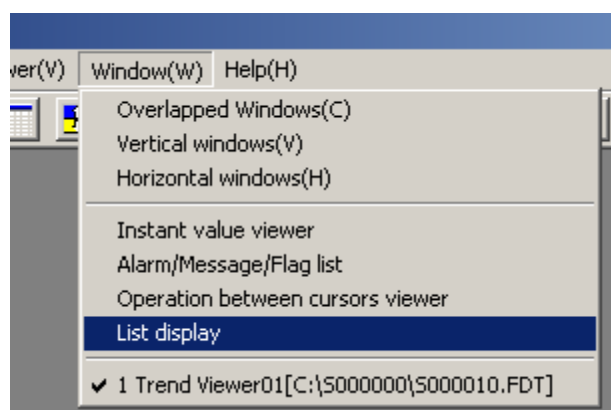 Window(W) Help(H)
Overlapped Windows(C)
Vertical windows(V)
Horizontal windows(H)
Instant value viewer
Alarm/Message/Flag list
Operation between cursors viewer
List display
✔ 1 Trend Viewer01[C:\S000000\S000010.FDT]